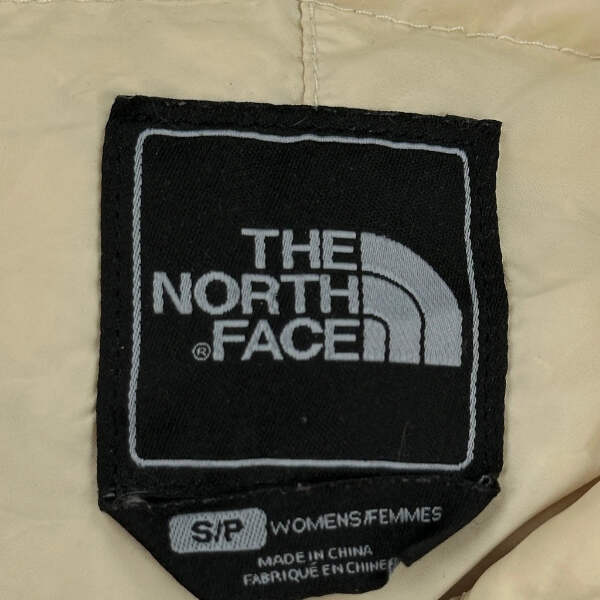 THE
NORTH
®FACE
S/P WOMENS/FEMMES
MADE IN CHINA
FABRIQUÉ EN CHINE